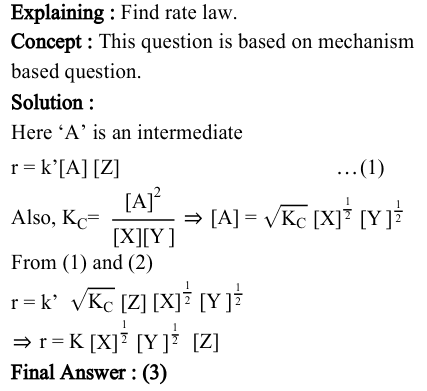 Explaining : Find rate law.
Concept : This question is based on mechanism
based question.
Solution :
Here ‘A’ is an intermediate
r = k’[A] [Z] …(1)
Also, K_C= [A]²/[X][Y] ⇒ [A] = √K_C [X]^(1/2) [Y]^(1/2)
From (1) and (2)
r = k’ √K_C [Z] [X]^(1/2) [Y]^(1/2)
⇒ r = K [X]^(1/2) [Y]^(1/2) [Z]
Final Answer : (3)